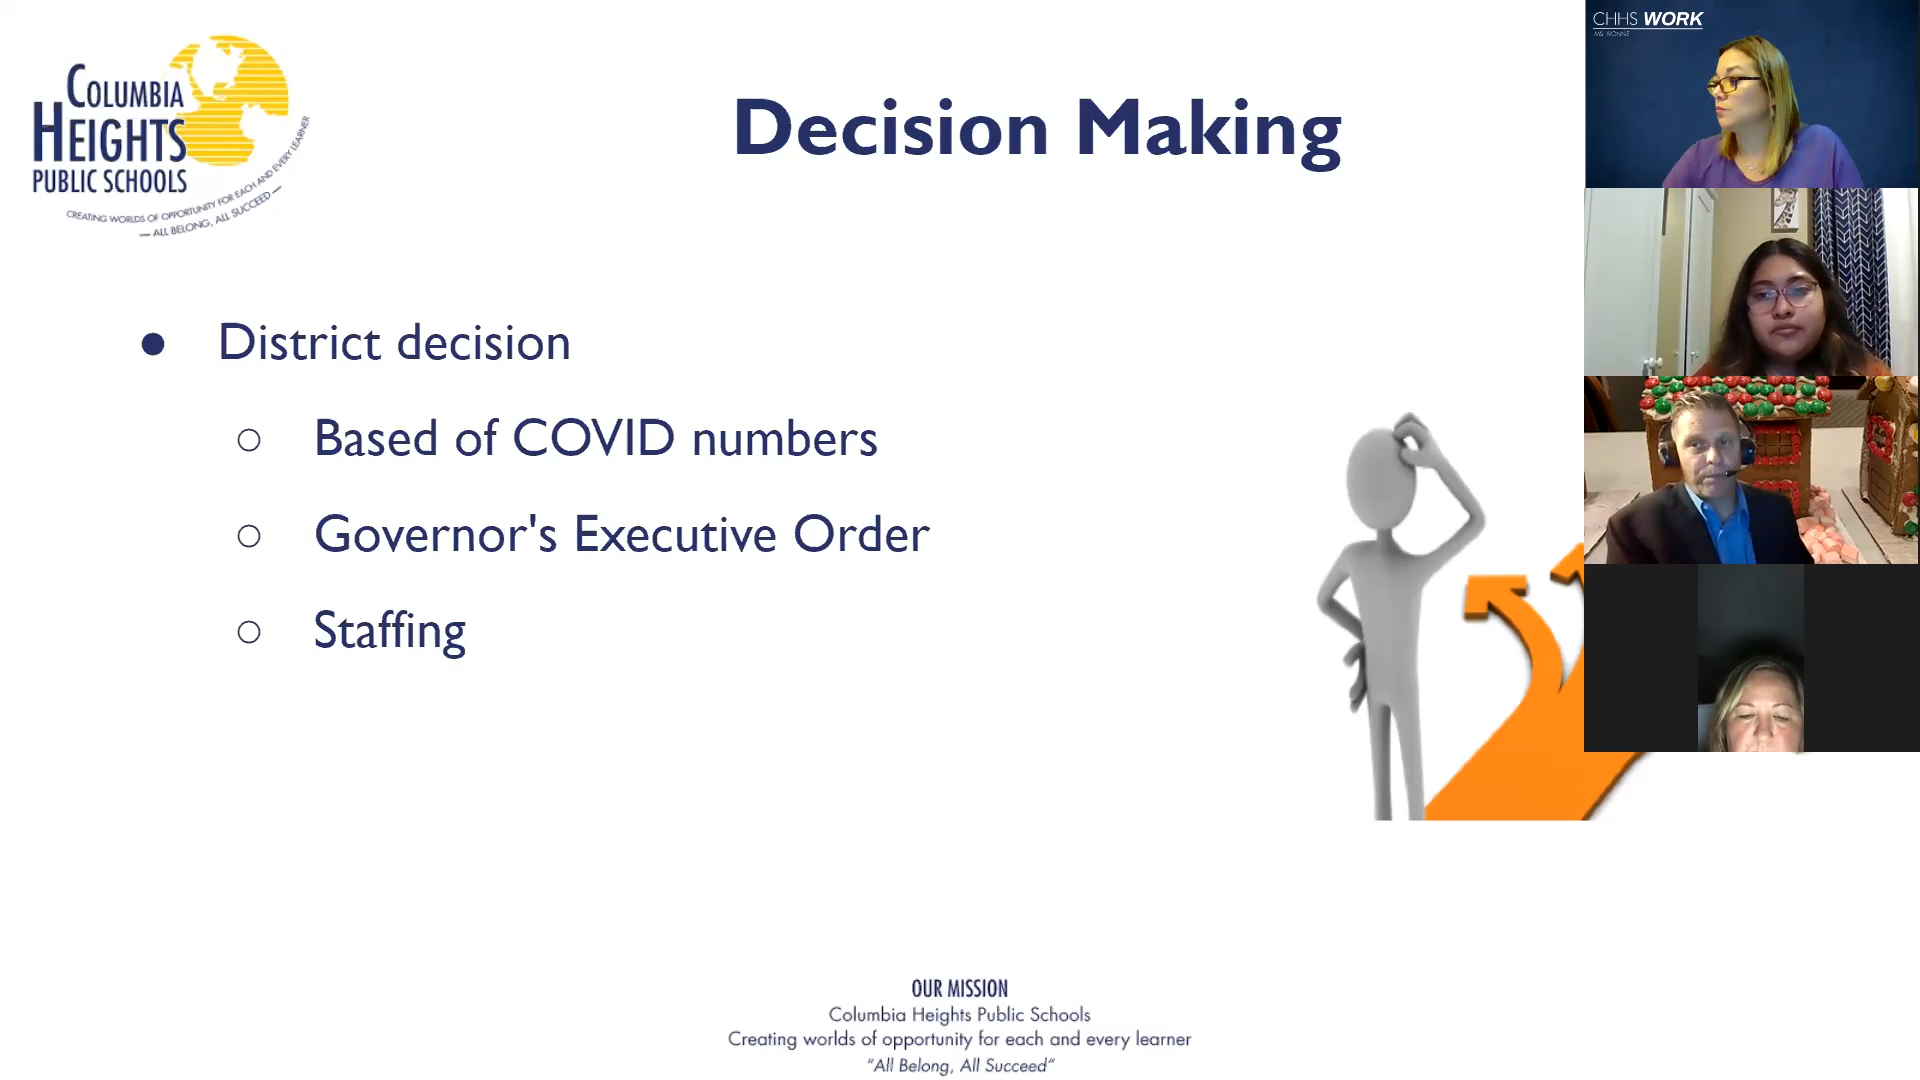 COLUMBIA
HEIGHTS
PUBLIC SCHOOLS
CREATING WORLDS OF OPPORTUNITY FOR EACH AND EVERY LEARNER
— ALL BELONG, ALL SUCCEED —
Decision Making
CHHS WORK
MS. IVONNE
● District decision
○ Based of COVID numbers
○ Governor's Executive Order
○ Staffing
OUR MISSION
Columbia Heights Public Schools
Creating worlds of opportunity for each and every learner
“All Belong, All Succeed”